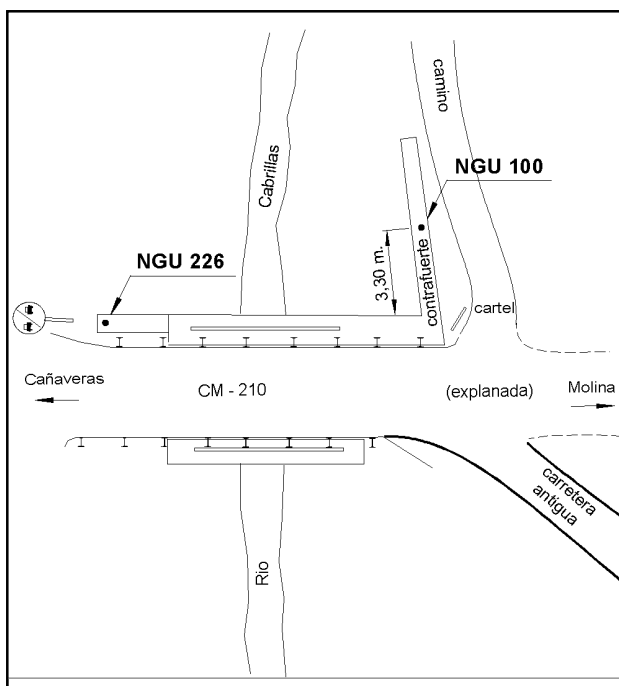 camino
NGU 100
Cabrillas
NGU 226
3,30 m.
contrafuerte
cartel
Cañaveras
CM - 210
(explanada)
Molina
carretera
antigua
Rio